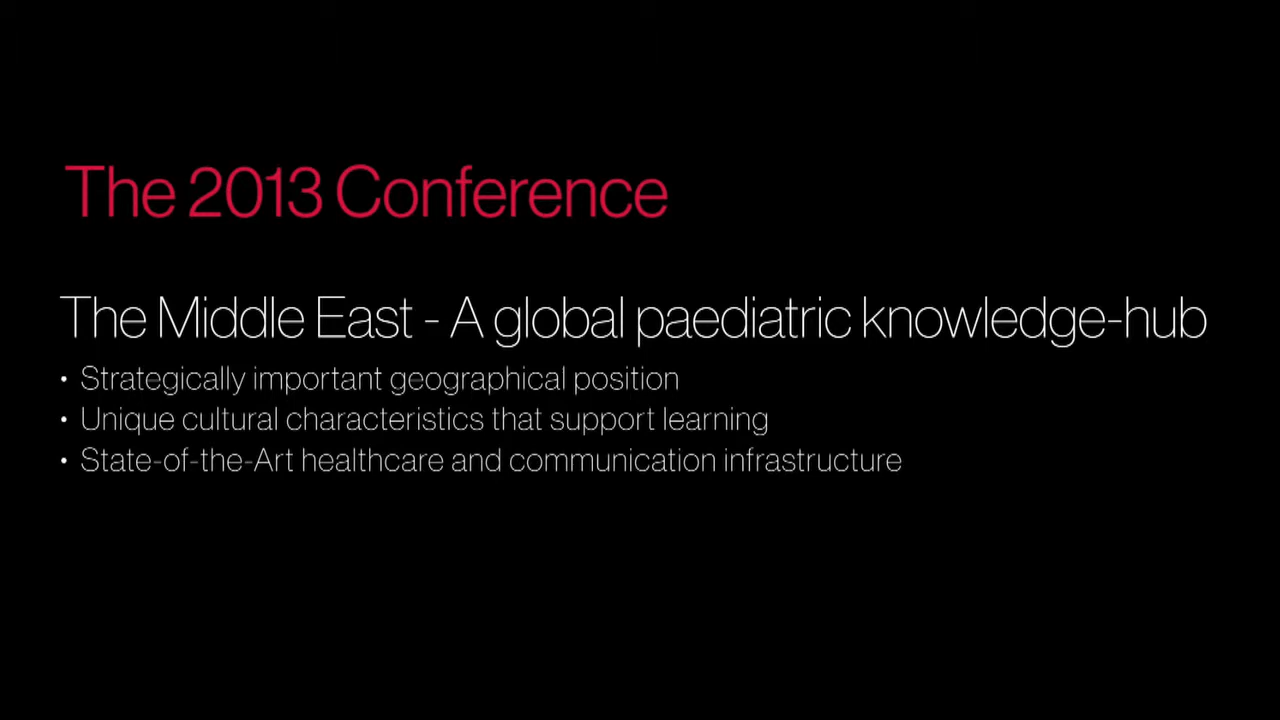 The 2013 Conference
The Middle East - A global paediatric knowledge-hub
• Strategically important geographical position
• Unique cultural characteristics that support learning
• State-of-the-Art healthcare and communication infrastructure